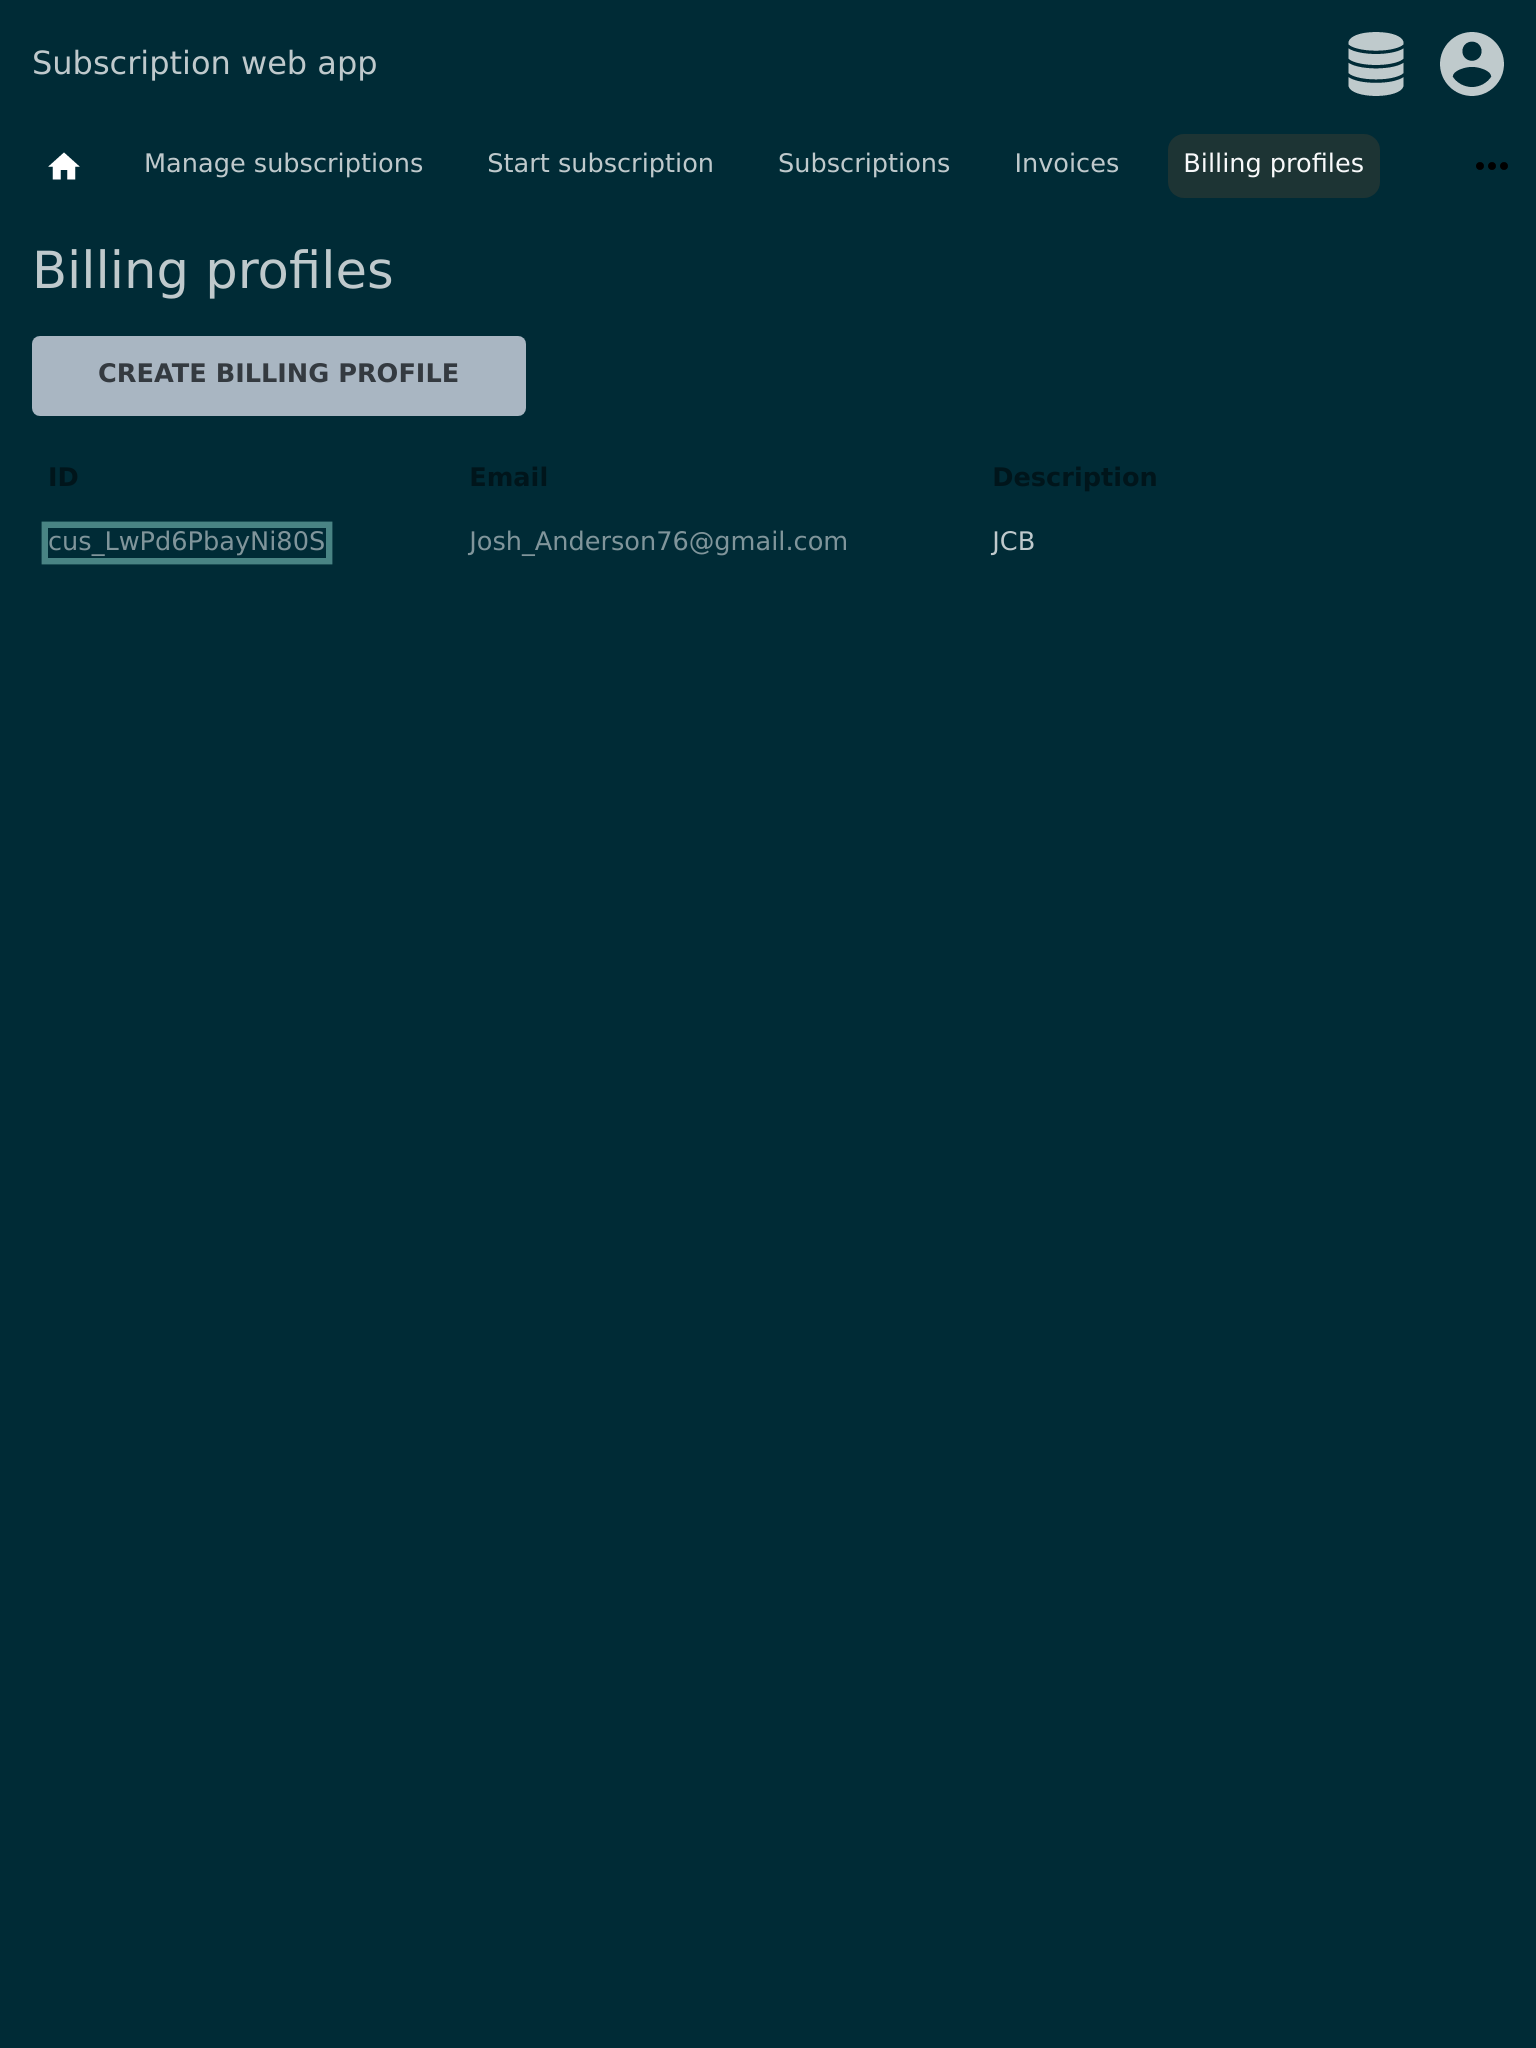 Subscription web app
Manage subscriptions Start subscription Subscriptions Invoices Billing profiles
Billing profiles
CREATE BILLING PROFILE
ID Email Description
cus_LwPd6PbayNi80S Josh_Anderson76@gmail.com JCB